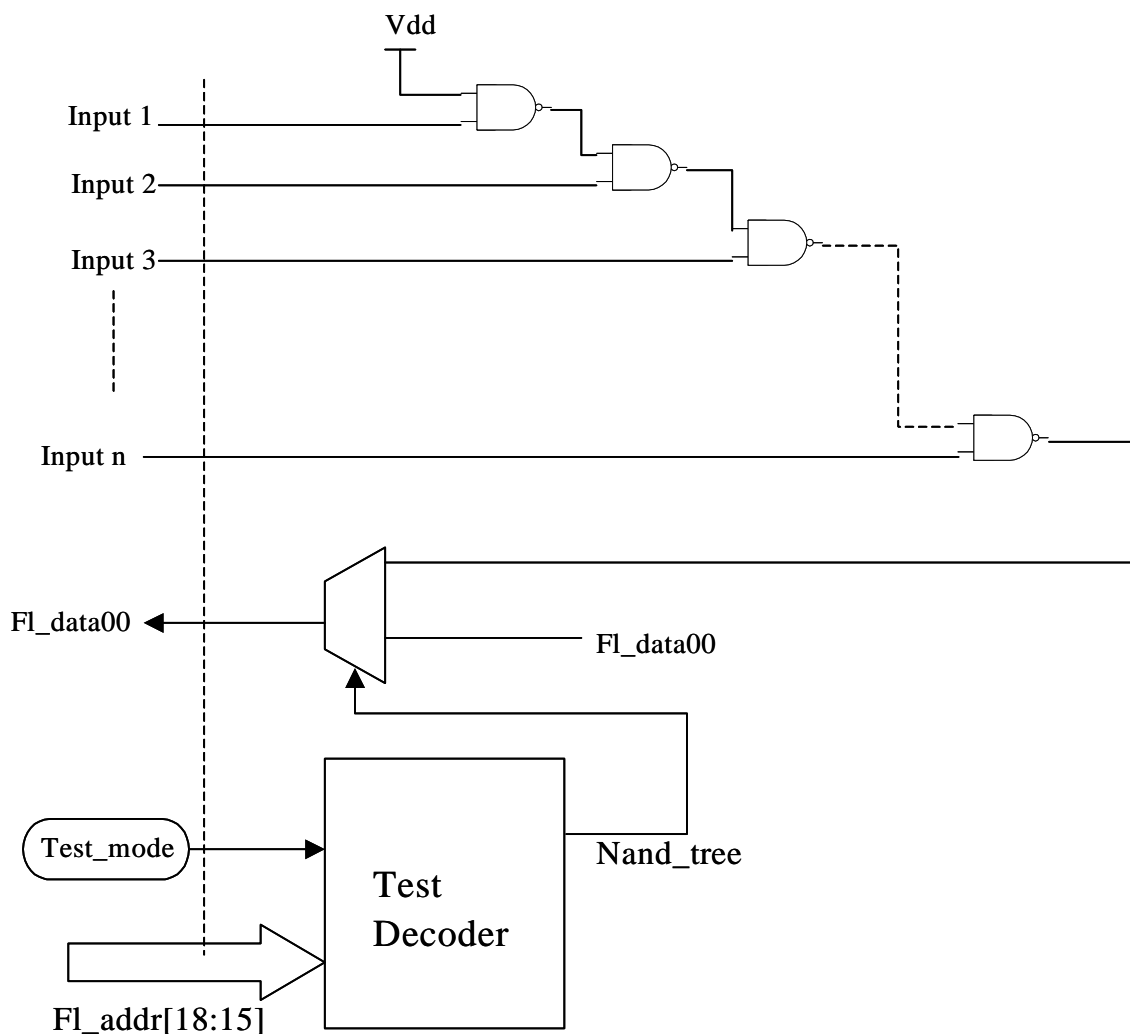 Vdd
Input 1
Input 2
Input 3
Input n
Fl_data00
Fl_data00
Test_mode
Nand_tree
Test
Decoder
Fl_addr[18:15]